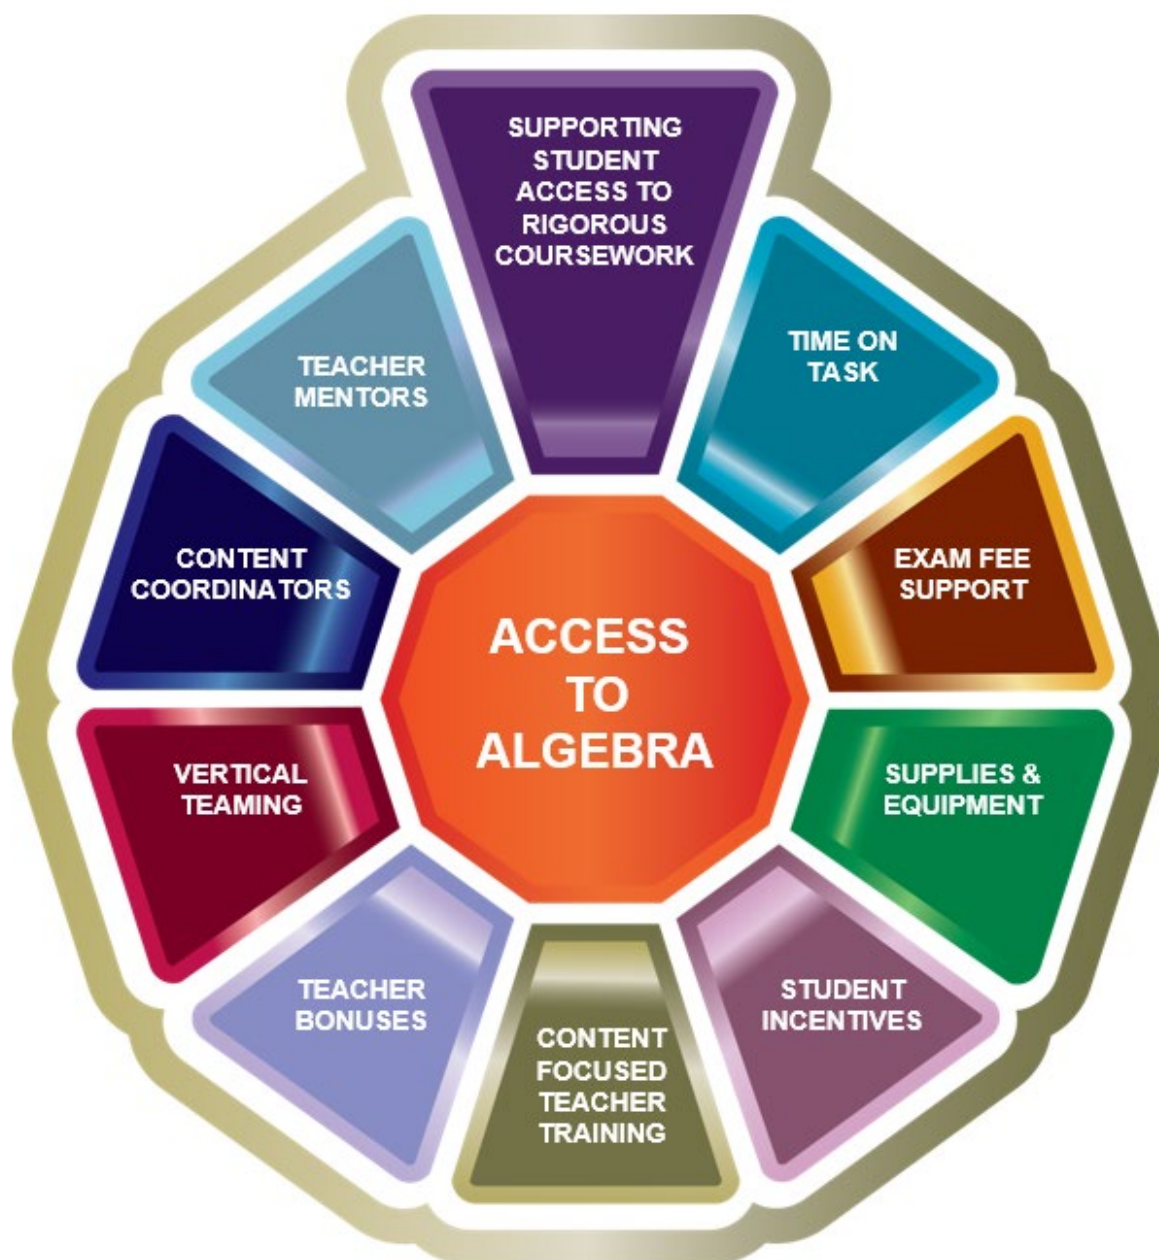 SUPPORTING
STUDENT
ACCESS TO
RIGOROUS
COURSEWORK
TIME ON
TASK
EXAM FEE
SUPPORT
SUPPLIES &
EQUIPMENT
STUDENT
INCENTIVES
CONTENT
FOCUSED
TEACHER
TRAINING
TEACHER
BONUSES
VERTICAL
TEAMING
CONTENT
COORDINATORS
TEACHER
MENTORS
ACCESS
TO
ALGEBRA